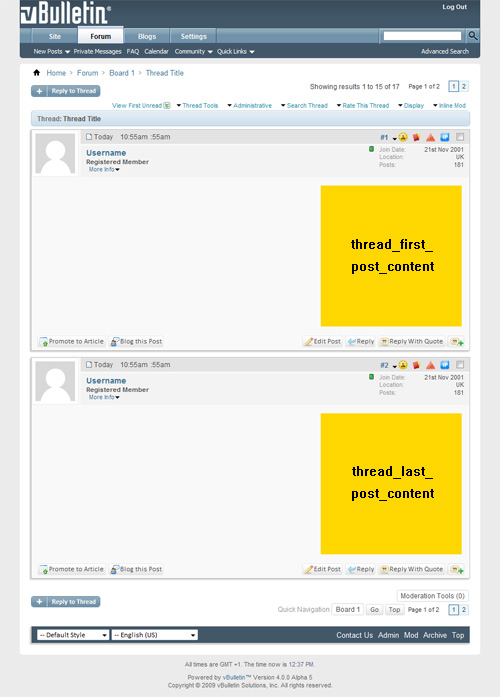 vBulletin
Log Out
Site Forum Blogs Settings
New Posts Private Messages FAQ Calendar Community Quick Links Advanced Search
Home Forum Board 1 Thread Title
+ Reply to Thread Showing results 1 to 15 of 17 Page 1 of 2 1 2
View First Unread Thread Tools Administrative Search Thread Rate This Thread Display Inline Mod
Thread: Thread Title
Today 10:55am :55am #1
Username Join Date: 21st Nov 2001
Registered Member Location: UK
More Info Posts: 181
thread_first_
post_content
Promote to Article Blog this Post Edit Post Reply Reply With Quote
Today 10:55am :55am #2
Username Join Date: 21st Nov 2001
Registered Member Location: UK
More Info Posts: 181
thread_last_
post_content
Promote to Article Blog this Post Edit Post Reply Reply With Quote
Moderation Tools (0)
+ Reply to Thread
Quick Navigation Board 1 Go Top Page 1 of 2 1 2
-- Default Style -- English (US) Contact Us Admin Mod Archive Top
All times are GMT +1. The time now is 12:37 PM.
Powered by vBulletin™ Version 4.0.0 Alpha 5
Copyright © 2009 vBulletin Solutions, Inc. All rights reserved.